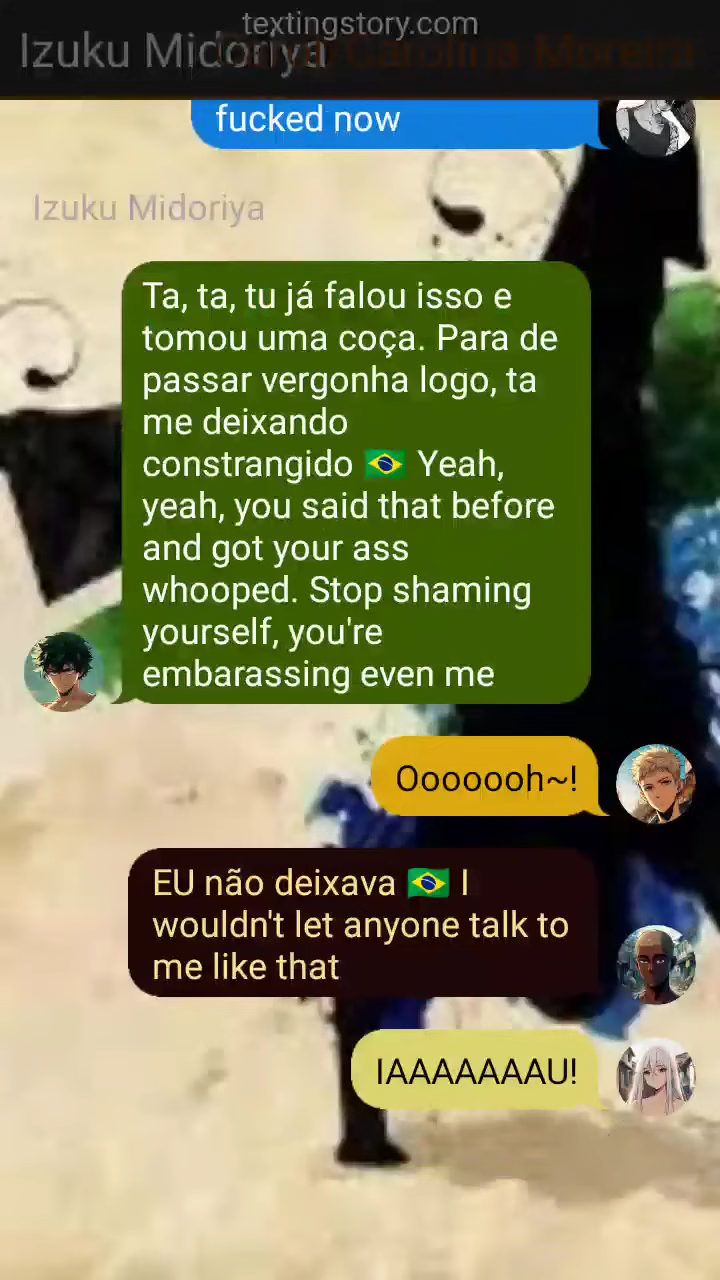 textingstory.com
Izuku Midoriya
Carolina Moreira
fucked now
Izuku Midoriya
Ta, ta, tu já falou isso e
tomou uma coça. Para de
passar vergonha logo, ta
me deixando
constrangido 🇧🇷 Yeah,
yeah, you said that before
and got your ass
whooped. Stop shaming
yourself, you're
embarassing even me
Ooooooh~!
EU não deixava 🇧🇷 I
wouldn't let anyone talk to
me like that
IAAAAAAAU!